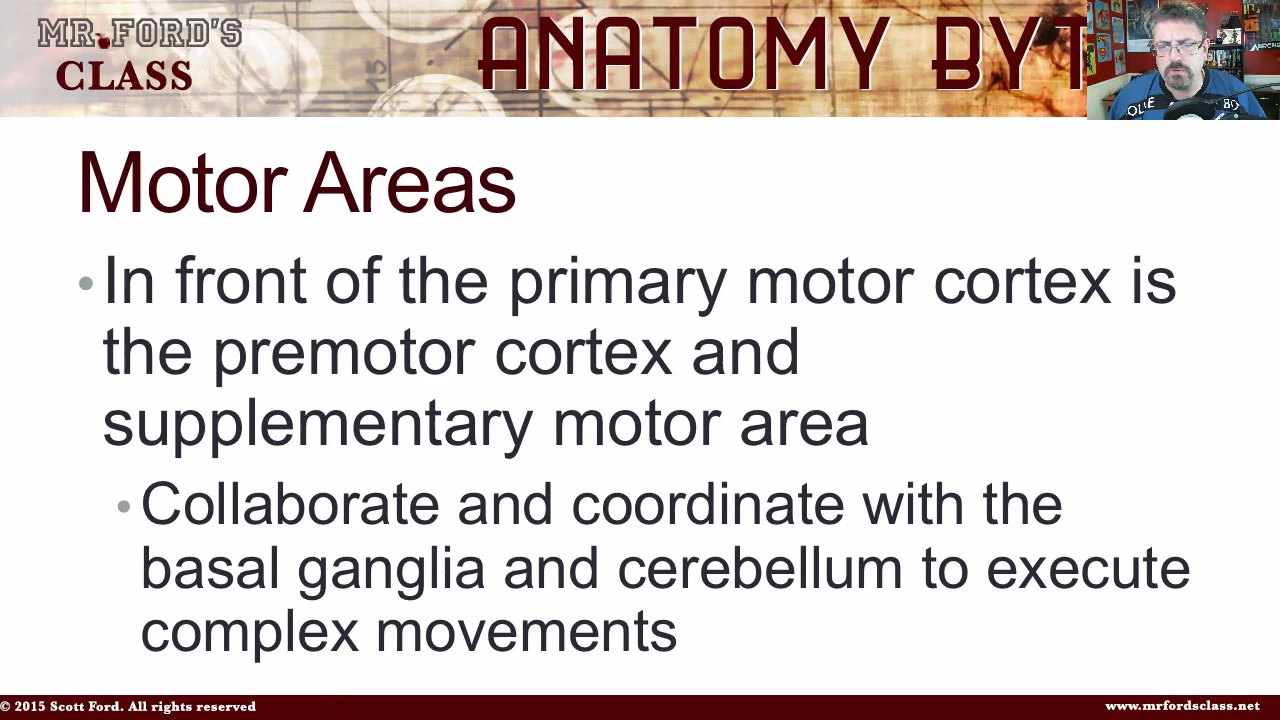 MR. FORD'S
CLASS
ANATOMY BYT
Motor Areas
• In front of the primary motor cortex is
the premotor cortex and
supplementary motor area
• Collaborate and coordinate with the
basal ganglia and cerebellum to execute
complex movements
© 2015 Scott Ford. All rights reserved
www.mrfordsclass.net